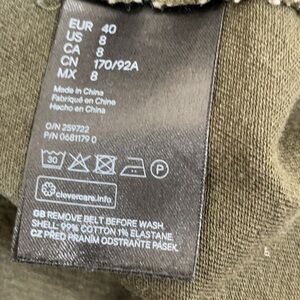 EUR 40
US 8
CA 8
CN 170/92A
MX 8
Made in China
Fabriqué en Chine
Hecho en China
O/N 259722
P/N 0681179 0
30
P
clevercare.info
GB REMOVE BELT BEFORE WASH
SHELL: 99% COTTON 1% ELASTANE
CZ PŘED PRANÍM ODSTRAŇTE PÁSEK